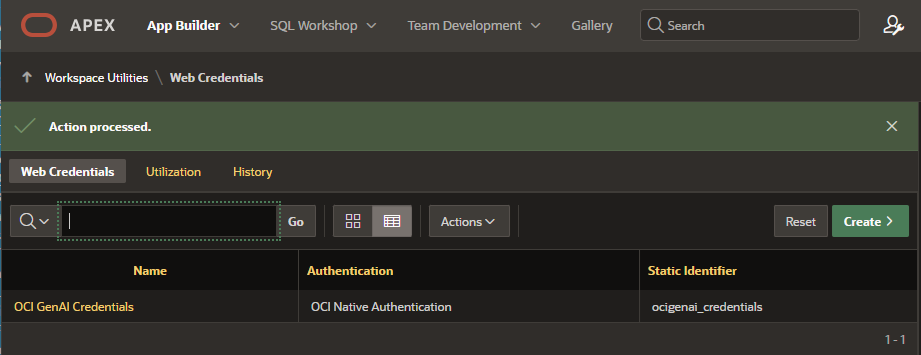 APEX App Builder SQL Workshop Team Development Gallery Search
Workspace Utilities \ Web Credentials
Action processed.
Web Credentials Utilization History
Go Actions Reset Create
Name Authentication Static Identifier
OCI GenAI Credentials OCI Native Authentication ocigenai_credentials
1 - 1